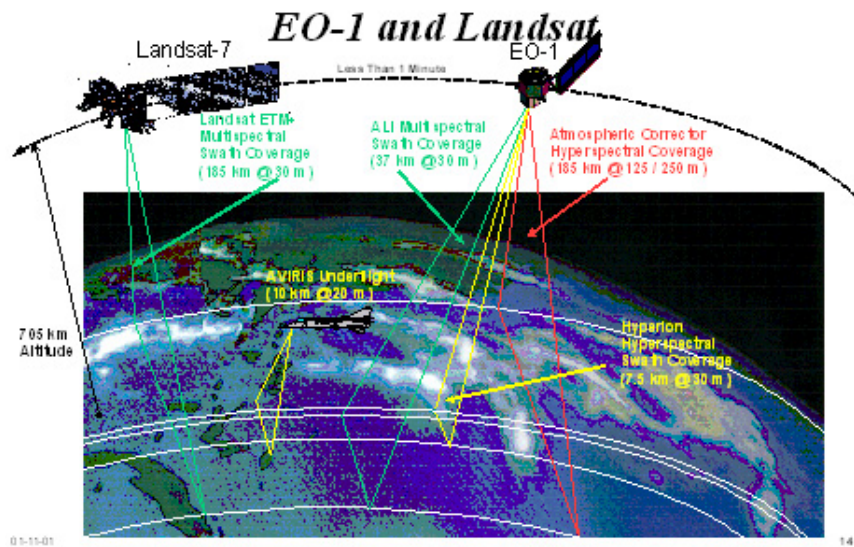 EO-1 and Landsat
Landsat-7
EO-1
Less Than 1 Minute
Landsat ETM+
Multispectral
Swath Coverage
(185 km @30 m)
ALI Multispectral
Swath Coverage
(37 km @30 m)
Atmospheric Corrector
Hyperspectral Coverage
(185 km @125 / 250 m)
AVIRIS Underflight
(10 km @20 m)
705 km
Altitude
Hyperion
Hyperspectral
Swath Coverage
(7.5 km @30 m)
01-11-01
14